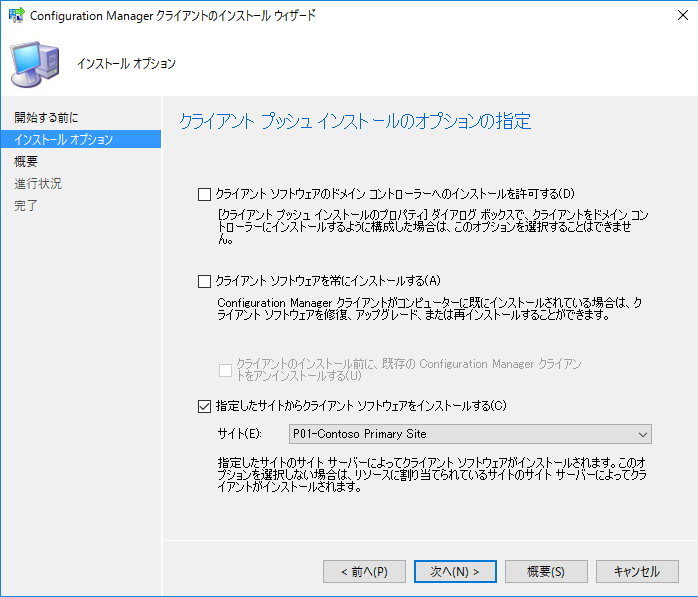 Configuration Manager クライアントのインストール ウィザード
インストール オプション
開始する前に
インストール オプション
概要
進行状況
完了
クライアント プッシュ インストールのオプションの指定
クライアント ソフトウェアのドメイン コントローラーへのインストールを許可する(D)
[クライアント プッシュ インストールのプロパティ] ダイアログ ボックスで、クライアントをドメイン コン
トローラーにインストールするように構成した場合は、このオプションを選択することはできませ
ん。
クライアント ソフトウェアを常にインストールする(A)
Configuration Manager クライアントがコンピューターに既にインストールされている場合は、ク
ライアント ソフトウェアを修復、アップグレード、または再インストールすることができます。
クライアントのインストール前に、既存の Configuration Manager クライアン
トをアンインストールする(U)
指定したサイトからクライアント ソフトウェアをインストールする(C)
サイト(E):
P01-Contoso Primary Site
指定したサイトのサイト サーバーによってクライアント ソフトウェアがインストールされます。このオ
プションを選択しない場合は、リソースに割り当てられているサイトのサイト サーバーによってクラ
イアントがインストールされます。
< 前へ(P)
次へ(N) >
概要(S)
キャンセル